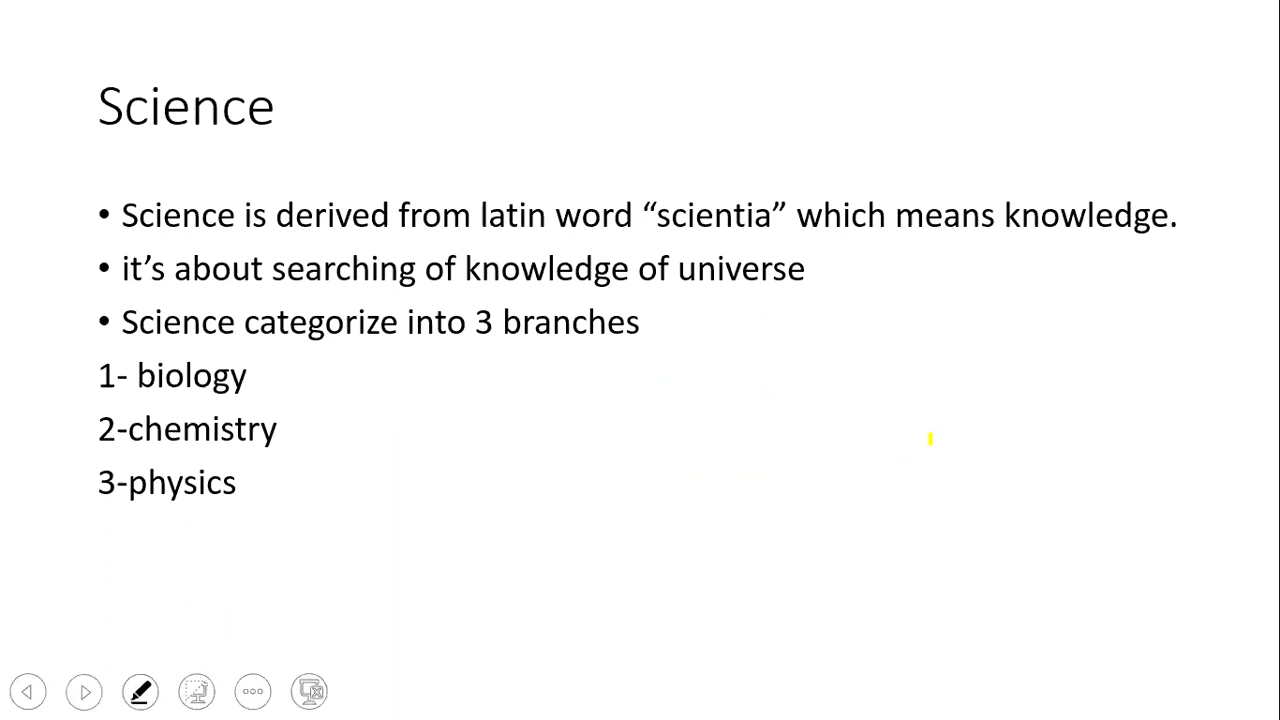 Science
• Science is derived from latin word “scientia” which means knowledge.
• it’s about searching of knowledge of universe
• Science categorize into 3 branches
1- biology
2-chemistry
3-physics